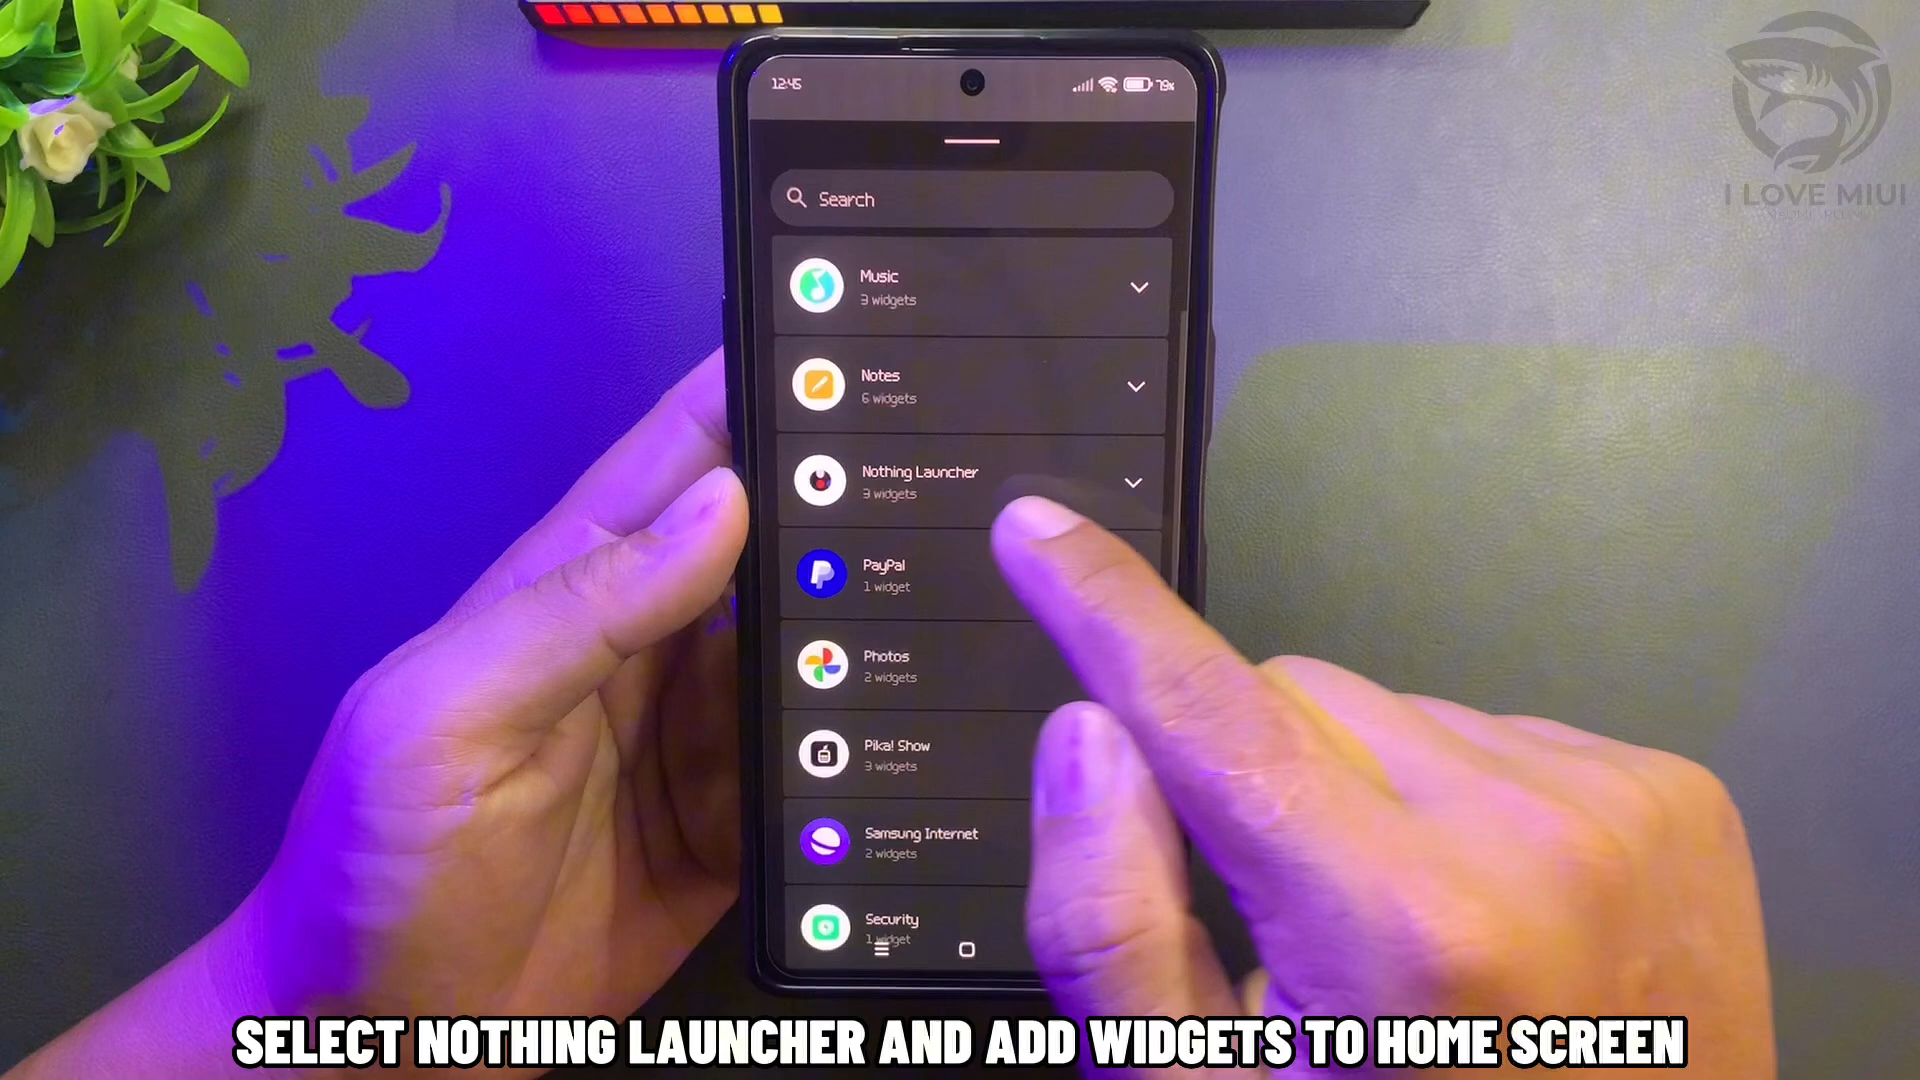 12:45
79%
I LOVE MIUI
Search
Music
3 widgets
Notes
6 widgets
Nothing Launcher
3 widgets
PayPal
1 widget
Photos
2 widgets
Pika! Show
3 widgets
Samsung Internet
2 widgets
Security
1 widget
SELECT NOTHING LAUNCHER AND ADD WIDGETS TO HOME SCREEN